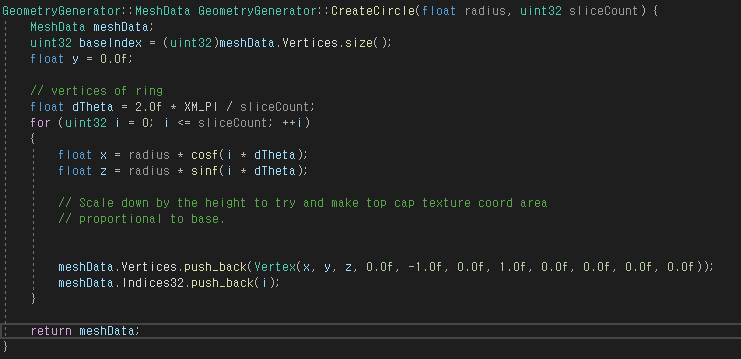 GeometryGenerator::MeshData GeometryGenerator::CreateCircle(float radius, uint32 sliceCount) {
MeshData meshData;
uint32 baseIndex = (uint32)meshData.Vertices.size();
float y = 0.0f;
// vertices of ring
float dTheta = 2.0f * XM_PI / sliceCount;
for (uint32 i = 0; i <= sliceCount; ++i)
{
float x = radius * cosf(i * dTheta);
float z = radius * sinf(i * dTheta);
// Scale down by the height to try and make top cap texture coord area
// proportional to base.
meshData.Vertices.push_back(Vertex(x, y, z, 0.0f, -1.0f, 0.0f, 1.0f, 0.0f, 0.0f, 0.0f, 0.0f));
meshData.Indices32.push_back(i);
}
return meshData;
}